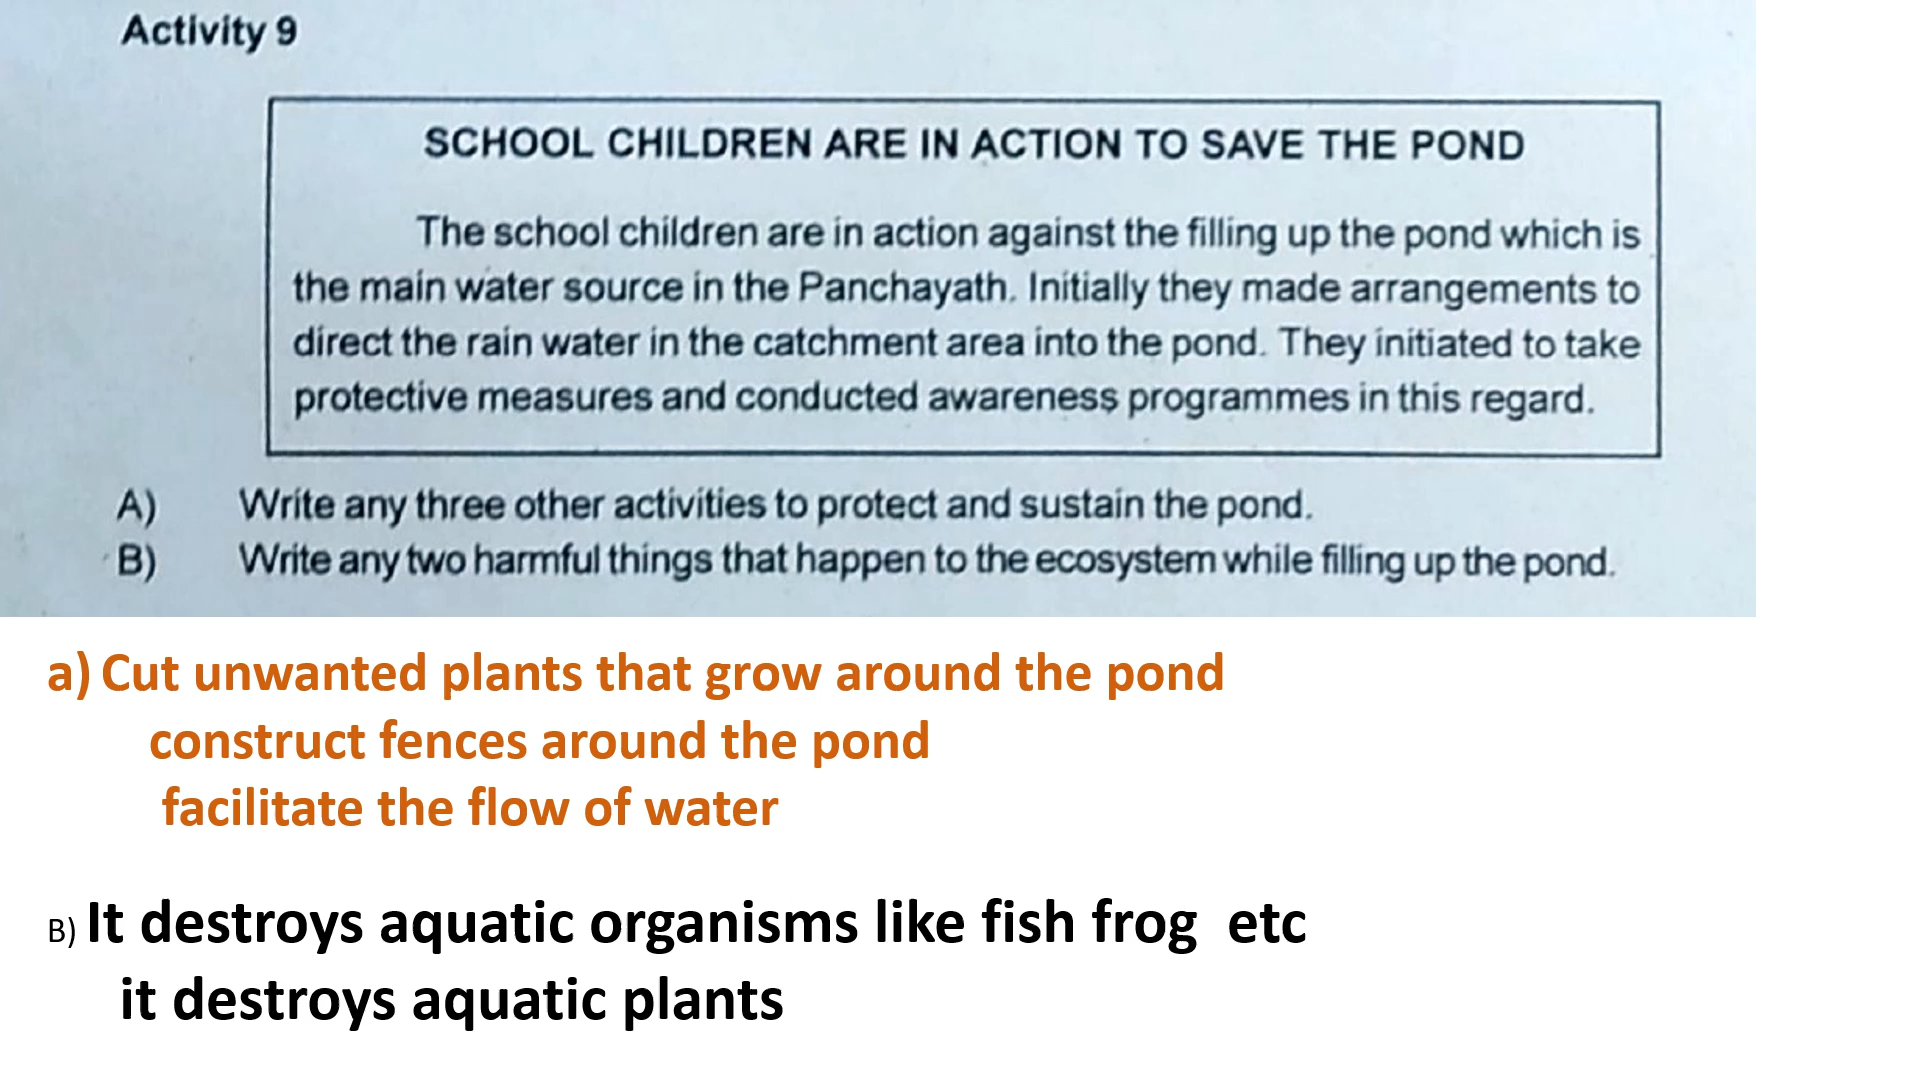 Activity 9
SCHOOL CHILDREN ARE IN ACTION TO SAVE THE POND
The school children are in action against the filling up the pond which is
the main water source in the Panchayath. Initially they made arrangements to
direct the rain water in the catchment area into the pond. They initiated to take
protective measures and conducted awareness programmes in this regard.
A) Write any three other activities to protect and sustain the pond.
B) Write any two harmful things that happen to the ecosystem while filling up the pond.
a) Cut unwanted plants that grow around the pond
construct fences around the pond
facilitate the flow of water
B) It destroys aquatic organisms like fish frog  etc
it destroys aquatic plants